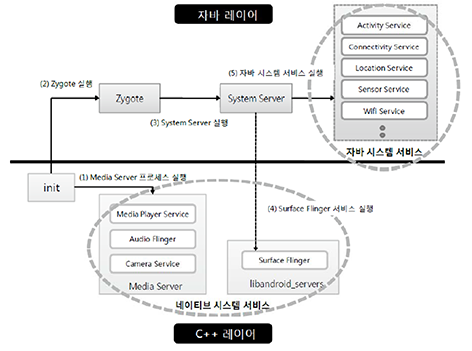 자바 레이어
Activity Service
Connectivity Service
Location Service
Sensor Service
Wifi Service
자바 시스템 서비스
(5) 자바 시스템 서비스 실행
(2) Zygote 실행
Zygote
System Server
(3) System Server 실행
init
(1) Media Server 프로세스 실행
Media Player Service
Audio Flinger
Camera Service
Media Server
(4) Surface Flinger 서비스 실행
Surface Flinger
libandroid_servers
네이티브 시스템 서비스
C++ 레이어